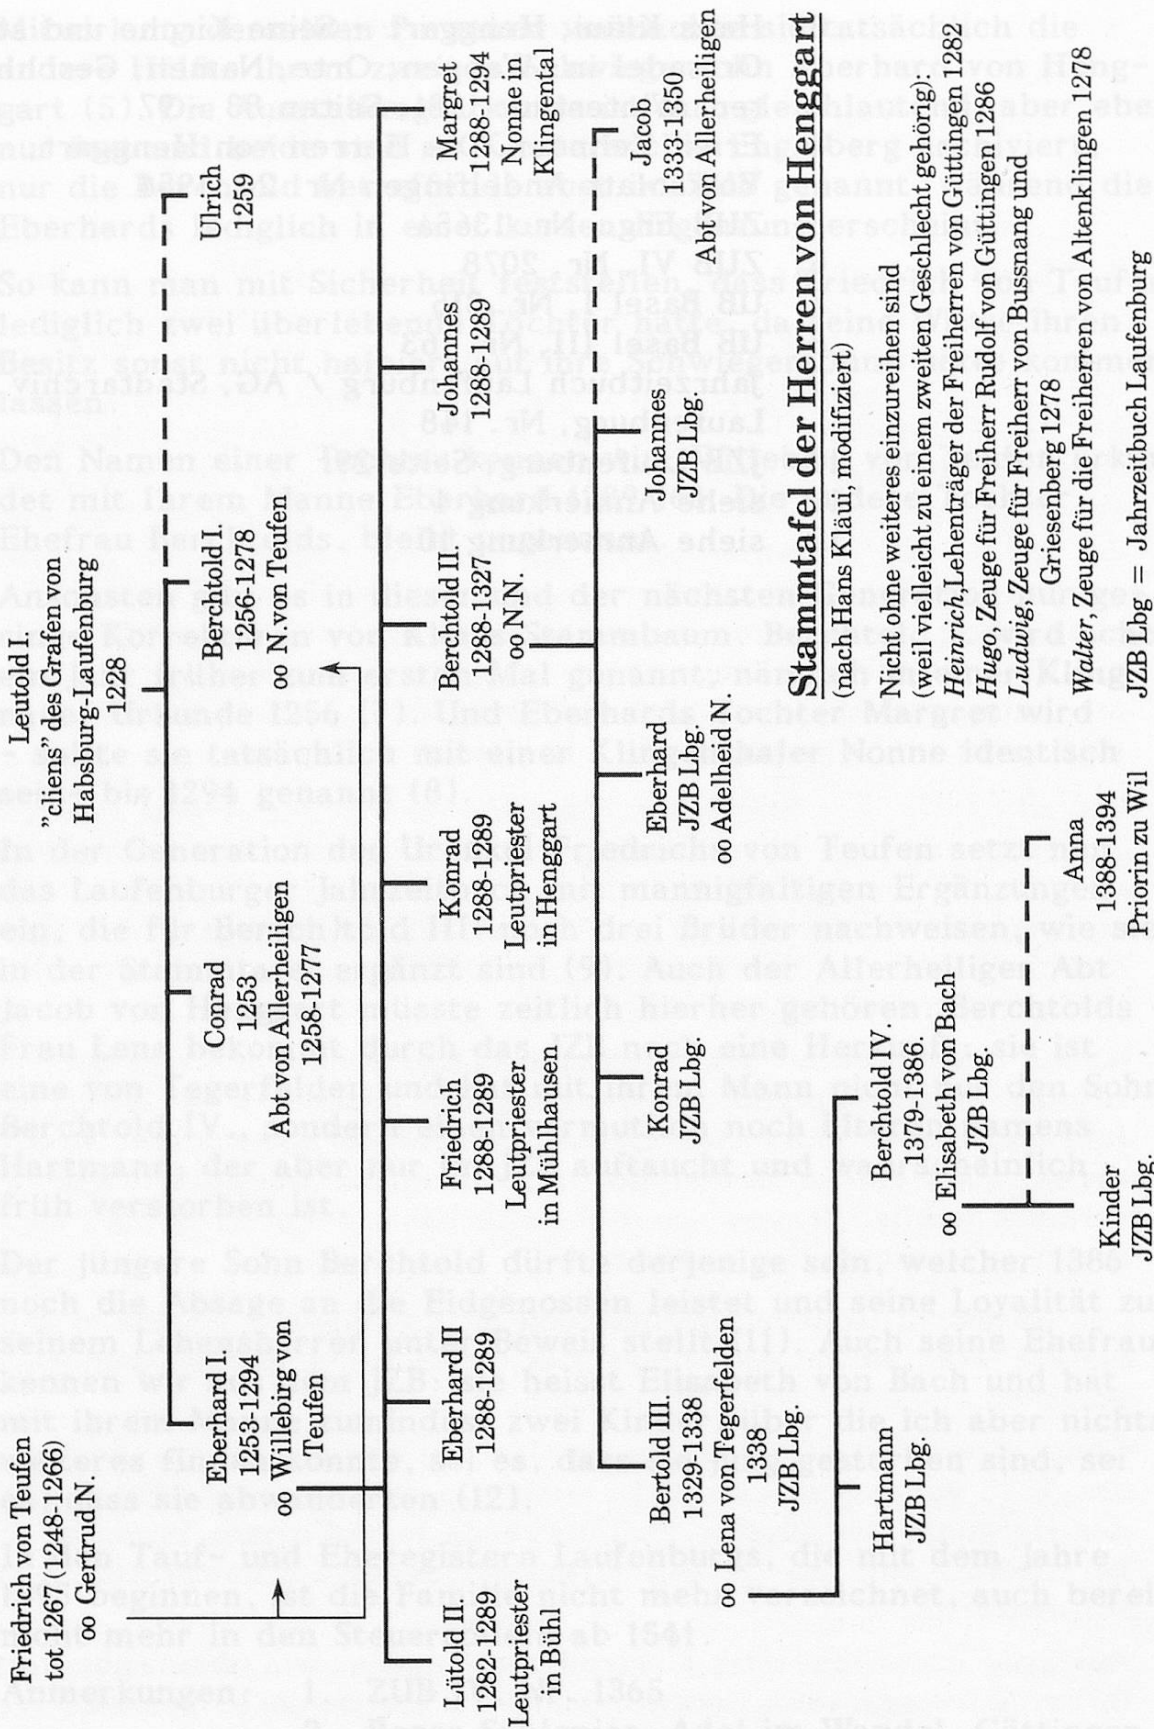 Friedrich von Teufen
tot 1267 (1248-1266)
oo Gertrud N.
Leutold I.
"cliens" des Grafen von
Habsburg-Laufenburg
1228
Eberhard I.
1253-1294
oo Willebirg von
Teufen
Conrad
1253
Abt von Allerheiligen
1258-1277
Berchtold I.
1256-1278
oo N. von Teufen
Ulrich
1259
Lütold II.
1282-1289
Leutpriester
in Bühl
Eberhard II
1288-1289
Friedrich
1288-1289
Leutpriester
in Mühlhausen
Konrad
1288-1289
Leutpriester
in Henggart
Berchold II.
1288-1327
oo N.N.
Johannes
1288-1289
Margret
1288-1294
Nonne in
Klingental
Bertold III.
1329-1338
oo Lena von Tegerfelden
1338
JZB Lbg.
Konrad
JZB Lbg.
Eberhard
JZB Lbg.
oo Adelheid N.
Johannes
JZB Lbg.
Jacob
1333-1350
Abt von Allerheiligen
Hartmann
JZB Lbg.
Berchtold IV.
1379-1386.
oo Elisabeth von Bach
JZB Lbg.
Kinder
JZB Lbg.
Anna
1388-1394
Priorin zu Wil
Stammtafel der Herren von Henggart
(nach Hans Kläui, modifiziert)
Nicht ohne weiteres einzureihen sind
(weil vielleicht zu einem zweiten Geschlecht gehörig):
Heinrich, Lehenträger der Freiherren von Güttingen 1282
Hugo, Zeuge für Freiherr Rudolf von Güttingen 1286
Ludug, Zeuge für Freiherr von Bussnang und
Griesenberg 1278
Walter, Zeuge für die Freiherren von Altenklingen 1278
JZB Lbg = Jahrzeitbuch Laufenburg